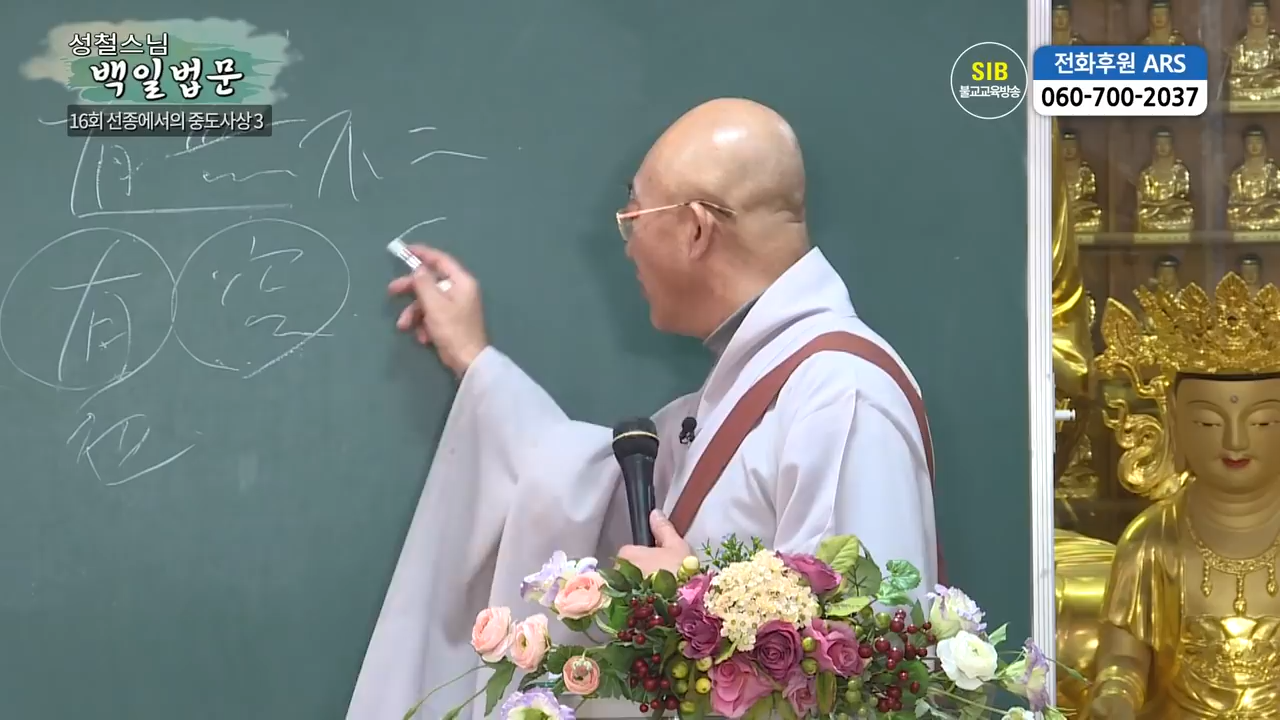 성철스님
백일법문
16회 선종에서의 중도사상 3
SIB
불교교육방송
전화후원 ARS
060-700-2037
有無不二
有 空